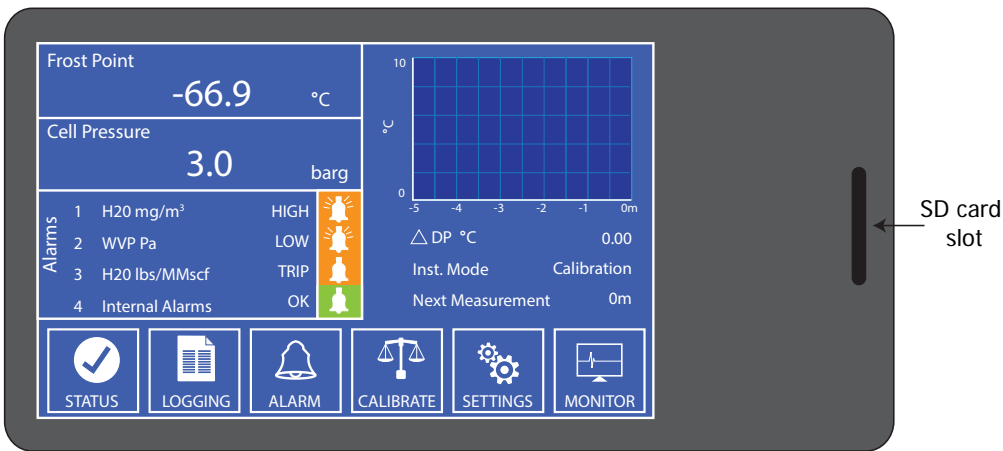 Frost Point
-66.9 °C
Cell Pressure
3.0 barg
Alarms
1 H20 mg/m³ HIGH
2 WVP Pa LOW
3 H20 lbs/MMscf TRIP
4 Internal Alarms OK
10
°C
0
-5 -4 -3 -2 -1 0m
△ DP °C 0.00
Inst. Mode Calibration
Next Measurement 0m
STATUS LOGGING ALARM CALIBRATE SETTINGS MONITOR
SD card
slot